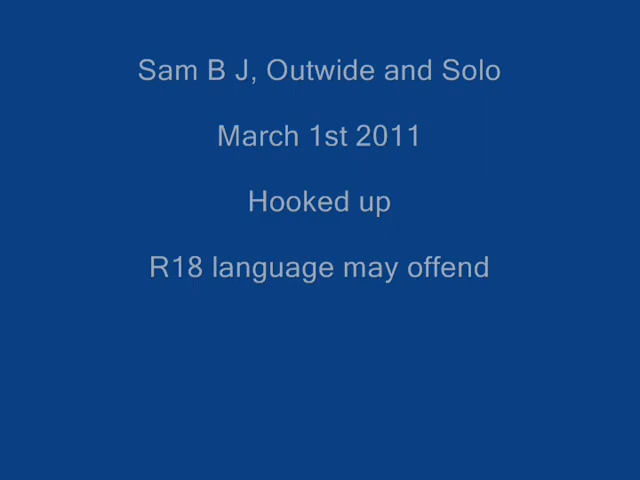 Sam B J, Outwide and Solo
March 1st 2011
Hooked up
R18 language may offend